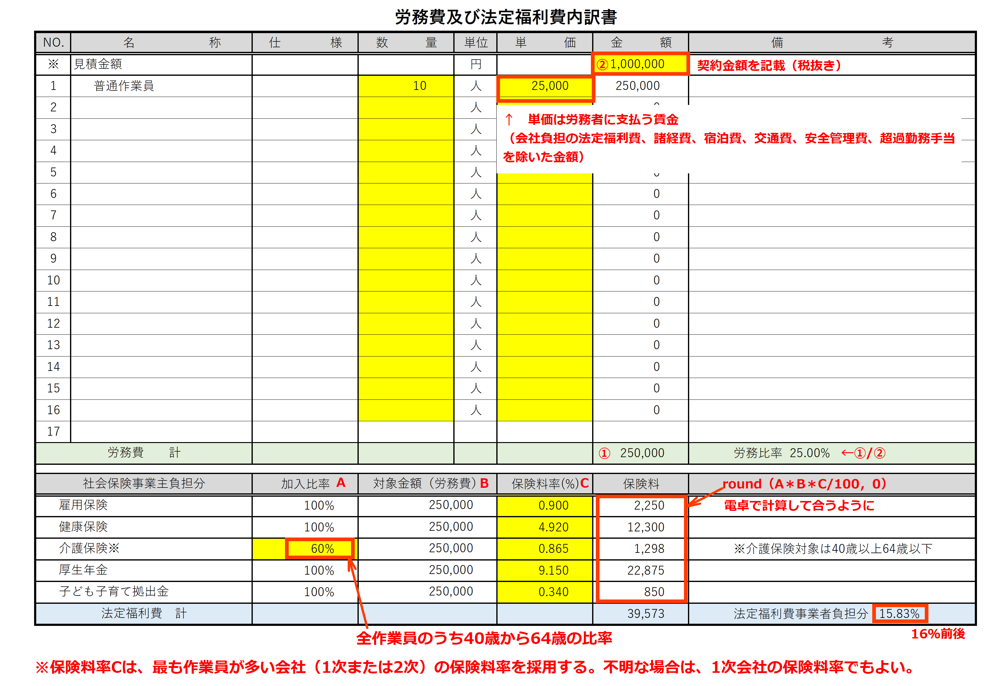 労務費及び法定福利費内訳書
NO. 名 称 仕 様 数 量 単位 単 価 金 額 備 考
※ 見積金額 円 ②1,000,000 契約金額を記載（税抜き）
1 普通作業員 10 人 25,000 250,000
2 人
↑ 単価は労務者に支払う賃金
3 人
（会社負担の法定福利費、諸経費、宿泊費、交通費、安全管理費、超過勤務手当
4 人
を除いた金額）
5 人
6 人 0
7 人 0
8 人 0
9 人 0
10 人 0
11 人 0
12 人 0
13 人 0
14 人 0
15 人 0
16 人 0
17
労務費 計 ① 250,000 労務比率 25.00% ←①/②
社会保険事業主負担分 加入比率 A 対象金額（労務費）B 保険料率(%)C 保険料 round（A＊B＊C/100，0）
雇用保険 100% 250,000 0.900 2,250 電卓で計算して合うように
健康保険 100% 250,000 4.920 12,300
介護保険※ 60% 250,000 0.865 1,298 ※介護保険対象は40歳以上64歳以下
厚生年金 100% 250,000 9.150 22,875
子ども子育て拠出金 100% 250,000 0.340 850
法定福利費 計 39,573 法定福利費事業者負担分 15.83%
全作業員のうち40歳から64歳の比率
16%前後
※保険料率Cは、最も作業員が多い会社（1次または2次）の保険料率を採用する。不明な場合は、1次会社の保険料率でもよい。